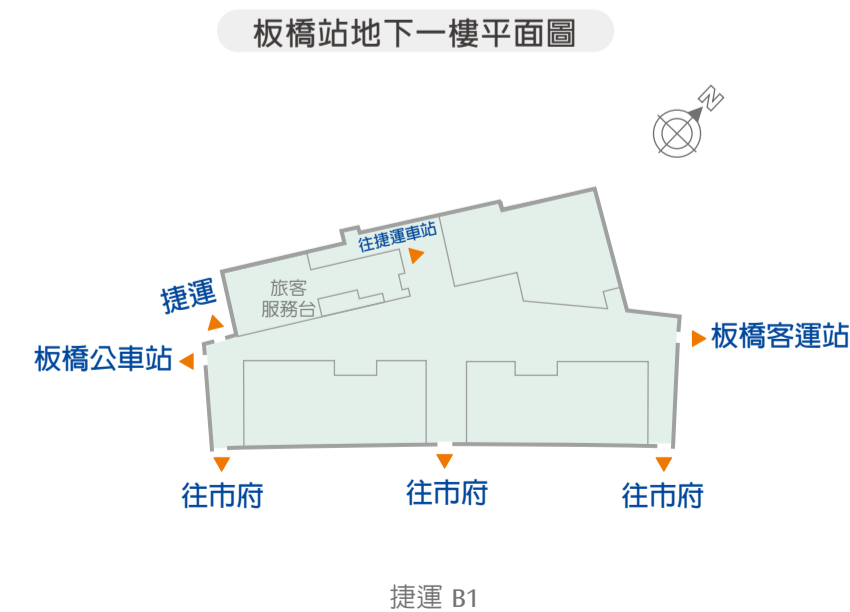 板橋站地下一樓平面圖
N
往捷運車站
捷運
旅客
服務台
板橋公車站
板橋客運站
往市府
往市府
往市府
捷運 B1